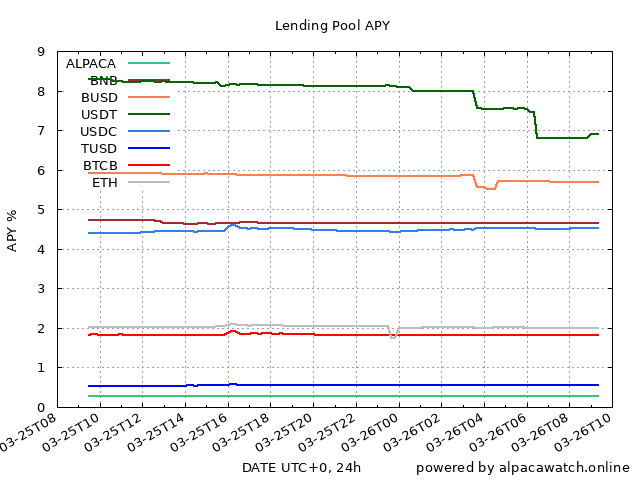 Lending Pool APY
9
8
7
6
5
4
3
2
1
0
APY %
ALPACA
BNB
BUSD
USDT
USDC
TUSD
BTCB
ETH
03-25T08
03-25T10
03-25T12
03-25T14
03-25T16
03-25T18
03-25T20
03-25T22
03-26T00
03-26T02
03-26T04
03-26T06
03-26T08
03-26T10
DATE UTC+0, 24h
powered by alpacawatch.online